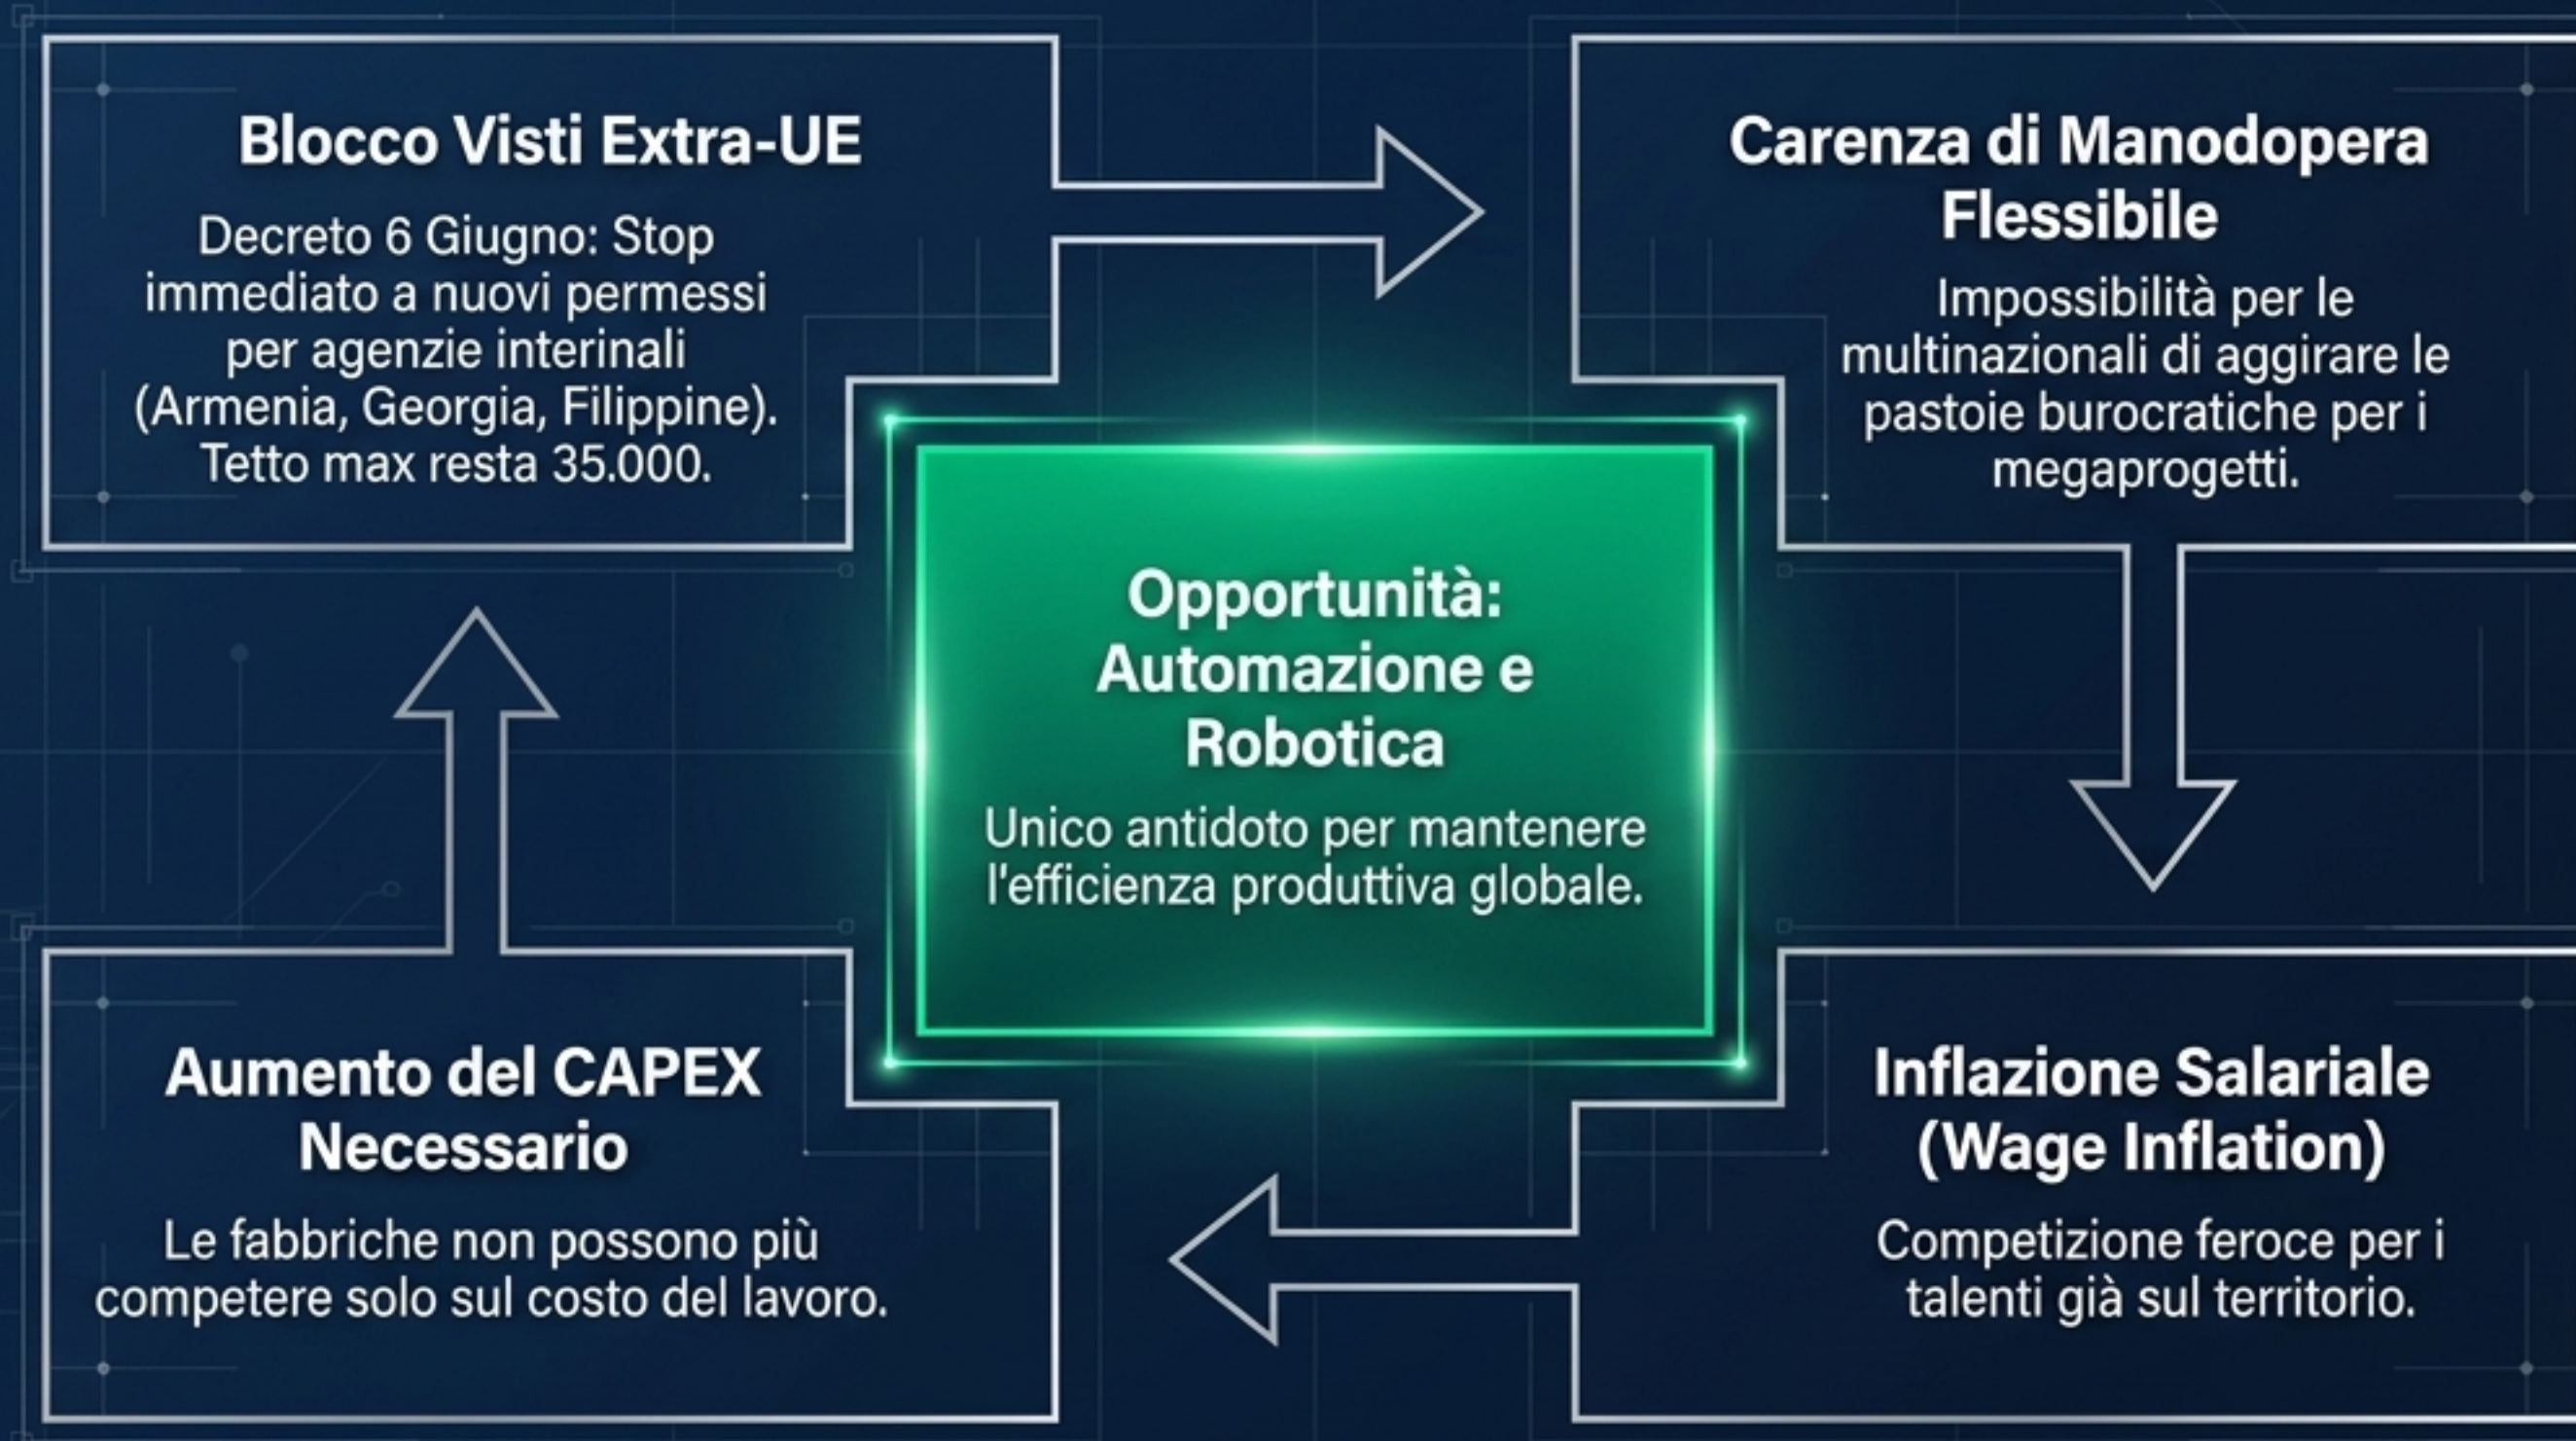 Blocco Visti Extra-UE
Decreto 6 Giugno: Stop
immediato a nuovi permessi
per agenzie interinali
(Armenia, Georgia, Filippine).
Tetto max resta 35.000.
Carenza di Manodopera
Flessibile
Impossibilità per le
multinazionali di aggirare le
pastoie burocratiche per i
megaprogetti.
Opportunità:
Automazione e
Robotica
Unico antidoto per mantenere
l'efficienza produttiva globale.
Aumento del CAPEX
Necessario
Le fabbriche non possono più
competere solo sul costo del lavoro.
Inflazione Salariale
(Wage Inflation)
Competizione feroce per i
talenti già sul territorio.